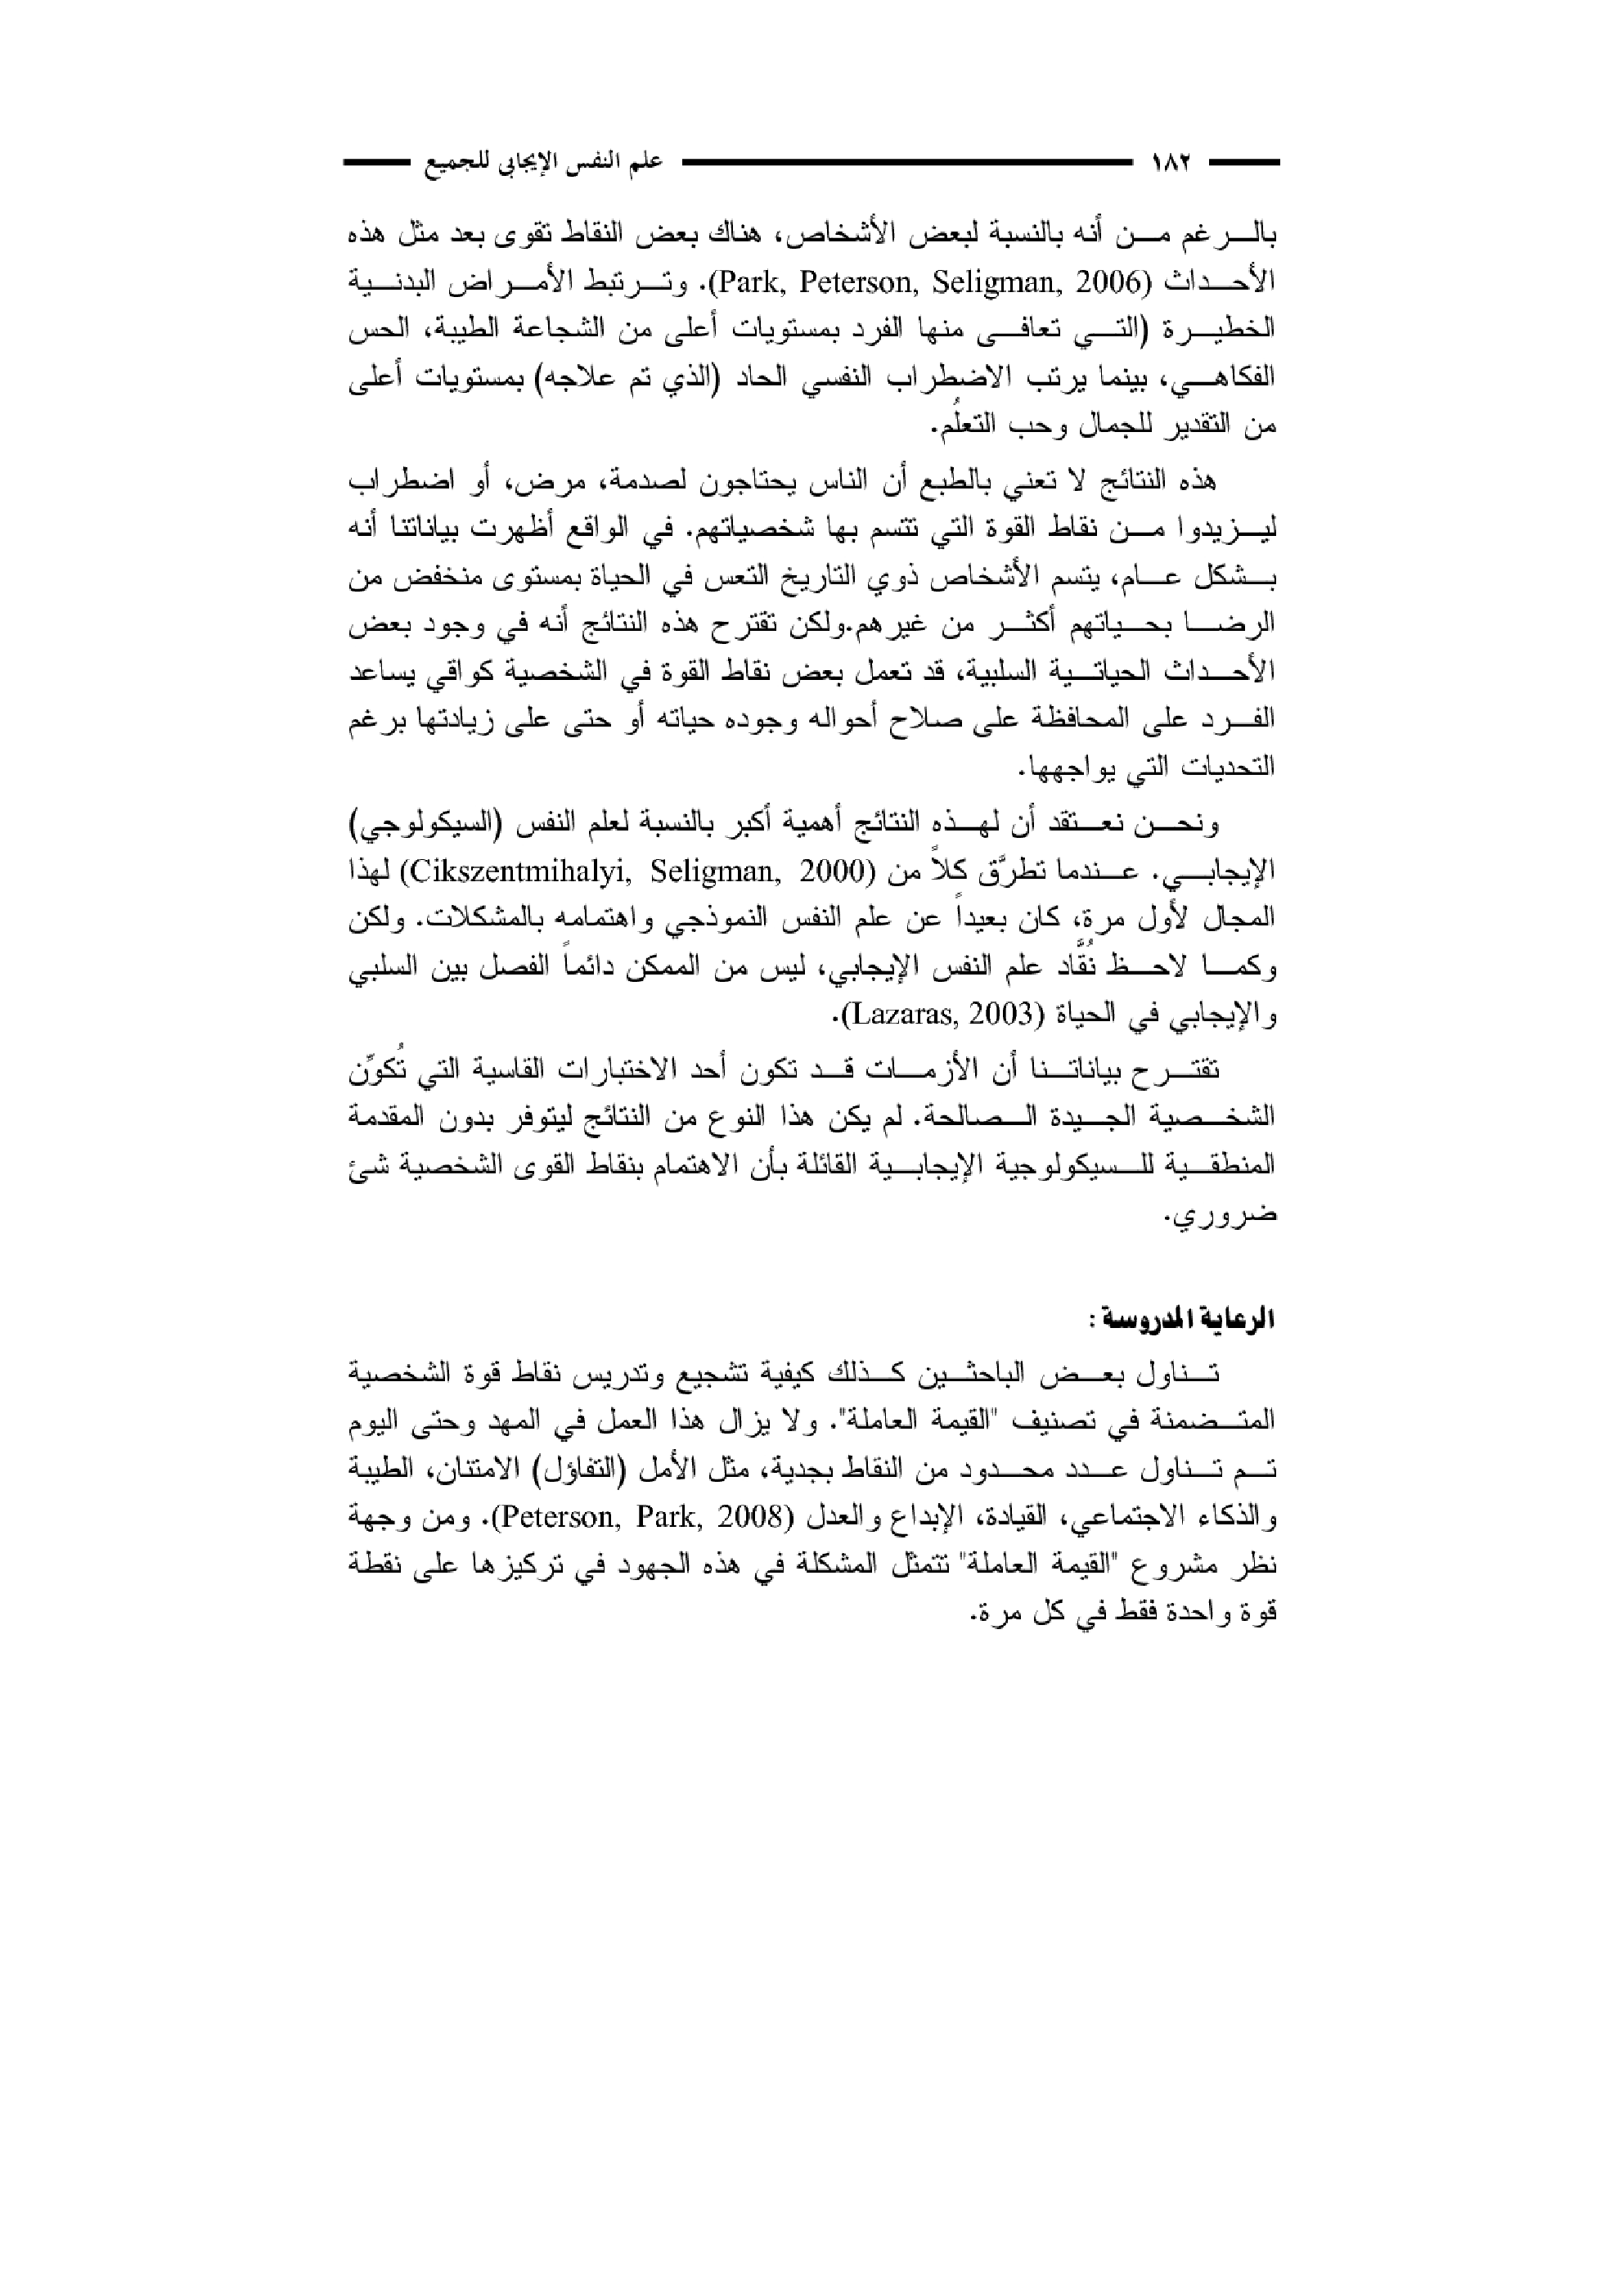 ١٨٢ علم النفس الإيجابي للجميع
بالرغم من أنه بالنسبة لبعض الأشخاص، هناك بعض النقاط تقوى بعد مثل هذه
الأحداث (Park, Peterson, Seligman, 2006). وترتبط الأمراض البدنية
الخطيرة (التي تعافى منها الفرد بمستويات أعلى من الشجاعة الطيبة، الحس
الفكاهي، بينما يرتب الاضطراب النفسي الحاد (الذي تم علاجه) بمستويات أعلى
من التقدير للجمال وحب التعلُم.
هذه النتائج لا تعني بالطبع أن الناس يحتاجون لصدمة، مرض، أو اضطراب
ليزيدوا من نقاط القوة التي تتسم بها شخصياتهم. في الواقع أظهرت بياناتنا أنه
بشكل عام، يتسم الأشخاص ذوي التاريخ التعس في الحياة بمستوى منخفض من
الرضا بحياتهم أكثر من غيرهم.ولكن تقترح هذه النتائج أنه في وجود بعض
الأحداث الحياتية السلبية، قد تعمل بعض نقاط القوة في الشخصية كواقي يساعد
الفرد على المحافظة على صلاح أحواله وجوده حياته أو حتى على زيادتها برغم
التحديات التي يواجهها.
ونحن نعتقد أن لهذه النتائج أهمية أكبر بالنسبة لعلم النفس (السيكولوجي)
الإيجابي. عندما تطرَّق كلاً من (Cikszentmihalyi, Seligman, 2000) لهذا
المجال لأول مرة، كان بعيداً عن علم النفس النموذجي واهتمامه بالمشكلات. ولكن
وكما لاحظ نُقَّاد علم النفس الإيجابي، ليس من الممكن دائماً الفصل بين السلبي
والإيجابي في الحياة (Lazaras, 2003).
تقترح بياناتنا أن الأزمات قد تكون أحد الاختبارات القاسية التي تُكوِّن
الشخصية الجيدة الصالحة. لم يكن هذا النوع من النتائج ليتوفر بدون المقدمة
المنطقية للسيكولوجية الإيجابية القائلة بأن الاهتمام بنقاط القوى الشخصية شئ
ضروري.
الرعاية المدروسة :
تناول بعض الباحثين كذلك كيفية تشجيع وتدريس نقاط قوة الشخصية
المتضمنة في تصنيف "القيمة العاملة". ولا يزال هذا العمل في المهد وحتى اليوم
تم تناول عدد محدود من النقاط بجدية، مثل الأمل (التفاؤل) الامتنان، الطيبة
والذكاء الاجتماعي، القيادة، الإبداع والعدل (Peterson, Park, 2008). ومن وجهة
نظر مشروع "القيمة العاملة" تتمثل المشكلة في هذه الجهود في تركيزها على نقطة
قوة واحدة فقط في كل مرة.